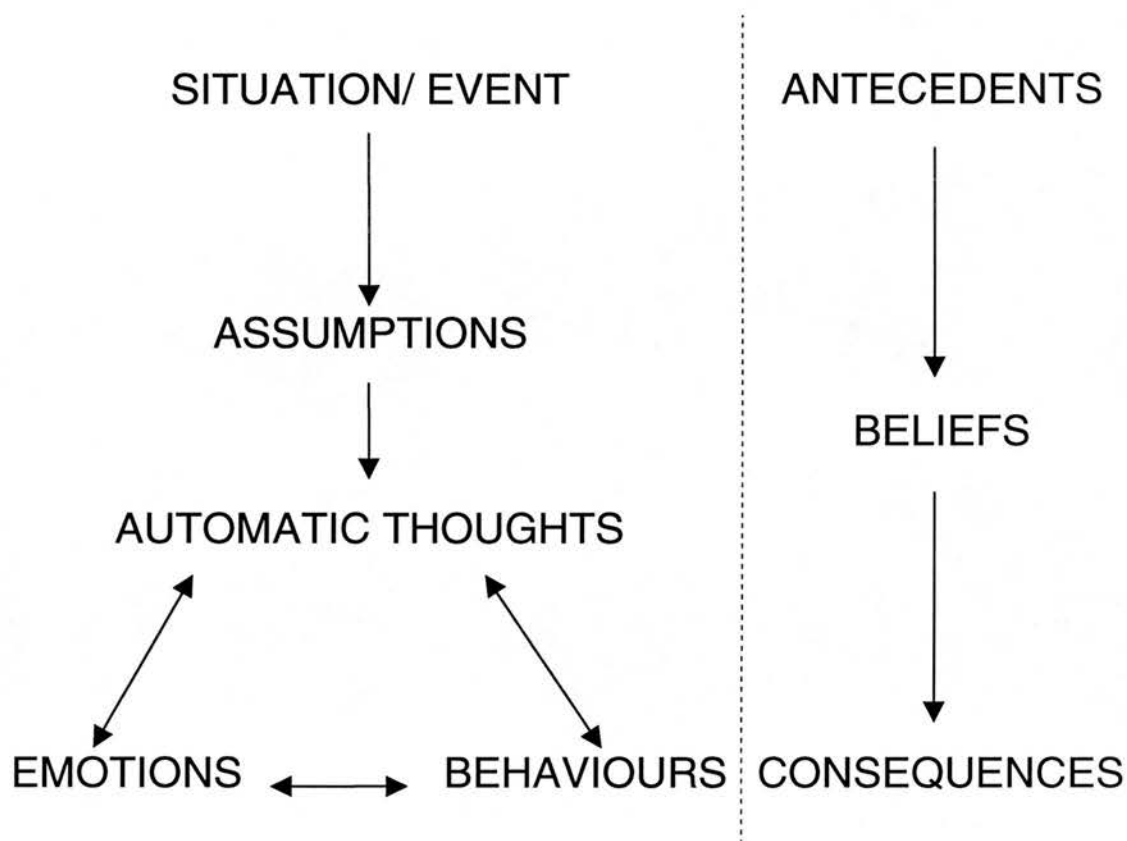 SITUATION/ EVENT
ANTECEDENTS
ASSUMPTIONS
BELIEFS
AUTOMATIC THOUGHTS
EMOTIONS
BEHAVIOURS
CONSEQUENCES